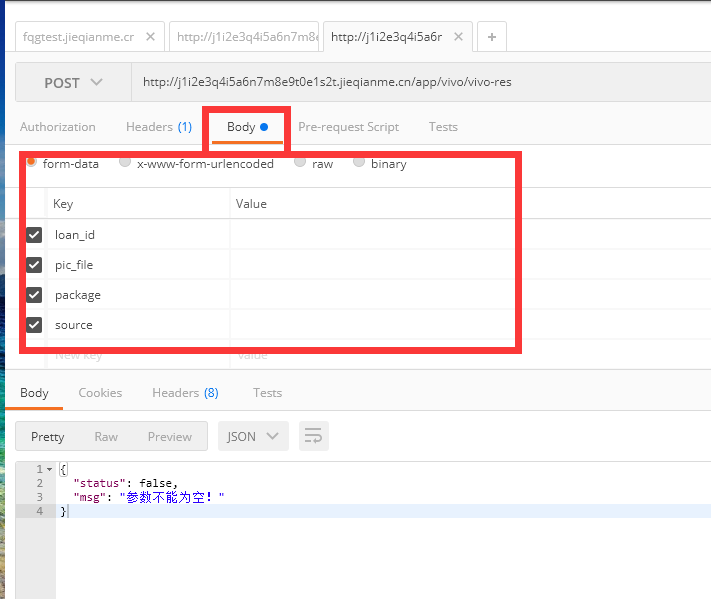 fqgtest.jieqianme.cr × http://j1i2e3q4i5a6n7m8e http://j1i2e3q4i5a6r × +
POST http://j1i2e3q4i5a6n7m8e9t0e1s2t.jieqianme.cn/app/vivo/vivo-res
Authorization Headers (1) Body Pre-request Script Tests
form-data x-www-form-urlencoded raw binary
Key Value
loan_id
pic_file
package
source
New key Value
Body Cookies Headers (8) Tests
Pretty Raw Preview JSON
1 {
2 "status": false,
3 "msg": "参数不能为空！"
4 }